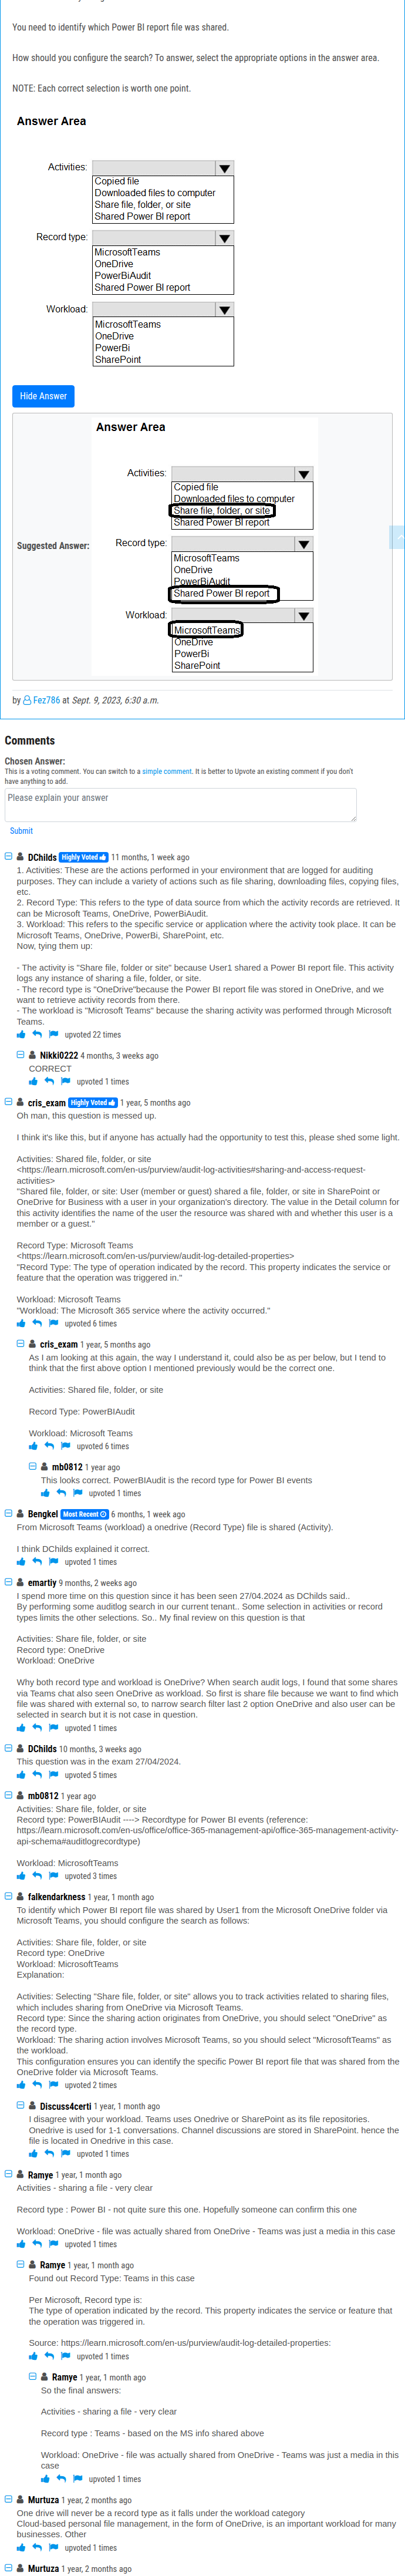 You need to identify which Power BI report file was shared.
How should you configure the search? To answer, select the appropriate options in the answer area.
NOTE: Each correct selection is worth one point.
Answer Area
Activities:
Copied file
Downloaded files to computer
Share file, folder, or site
Shared Power BI report
Record type:
MicrosoftTeams
OneDrive
PowerBiAudit
Shared Power BI report
Workload:
MicrosoftTeams
OneDrive
PowerBi
SharePoint
Hide Answer
Suggested Answer:
Answer Area
Activities:
Copied file
Downloaded files to computer
Share file, folder, or site
Shared Power BI report
Record type:
MicrosoftTeams
OneDrive
PowerBiAudit
Shared Power BI report
Workload:
MicrosoftTeams
OneDrive
PowerBi
SharePoint
by Fez786 at Sept. 9, 2023, 6:30 a.m.
Comments
Chosen Answer:
This is a voting comment. You can switch to a simple comment. It is better to Upvote an existing comment if you don't
have anything to add.
Please explain your answer
Submit
DChilds Highly Voted 11 months, 1 week ago
1. Activities: These are the actions performed in your environment that are logged for auditing
purposes. They can include a variety of actions such as file sharing, downloading files, copying files,
etc.
2. Record Type: This refers to the type of data source from which the activity records are retrieved. It
can be Microsoft Teams, OneDrive, PowerBiAudit.
3. Workload: This refers to the specific service or application where the activity took place. It can be
Microsoft Teams, OneDrive, PowerBi, SharePoint, etc.
Now, tying them up:
- The activity is "Share file, folder or site" because User1 shared a Power BI report file. This activity
logs any instance of sharing a file, folder, or site.
- The record type is "OneDrive"because the Power BI report file was stored in OneDrive, and we
want to retrieve activity records from there.
- The workload is "Microsoft Teams" because the sharing activity was performed through Microsoft
Teams.
upvoted 22 times
Nikki0222 4 months, 3 weeks ago
CORRECT
upvoted 1 times
cris_exam Highly Voted 1 year, 5 months ago
Oh man, this question is messed up.
I think it's like this, but if anyone has actually had the opportunity to test this, please shed some light.
Activities: Shared file, folder, or site
<https://learn.microsoft.com/en-us/purview/audit-log-activities#sharing-and-access-request-
activities>
"Shared file, folder, or site: User (member or guest) shared a file, folder, or site in SharePoint or
OneDrive for Business with a user in your organization's directory. The value in the Detail column for
this activity identifies the name of the user the resource was shared with and whether this user is a
member or a guest."
Record Type: Microsoft Teams
<https://learn.microsoft.com/en-us/purview/audit-log-detailed-properties>
"Record Type: The type of operation indicated by the record. This property indicates the service or
feature that the operation was triggered in."
Workload: Microsoft Teams
"Workload: The Microsoft 365 service where the activity occurred."
upvoted 6 times
cris_exam 1 year, 5 months ago
As I am looking at this again, the way I understand it, could also be as per below, but I tend to
think that the first above option I mentioned previously would be the correct one.
Activities: Shared file, folder, or site
Record Type: PowerBIAudit
Workload: Microsoft Teams
upvoted 6 times
mb0812 1 year ago
This looks correct. PowerBIAudit is the record type for Power BI events
upvoted 1 times
Bengkel Most Recent 6 months, 1 week ago
From Microsoft Teams (workload) a onedrive (Record Type) file is shared (Activity).
I think DChilds explained it correct.
upvoted 1 times
emartiy 9 months, 2 weeks ago
I spend more time on this question since it has been seen 27/04.2024 as DChilds said..
By performing some auditlog search in our current tenant.. Some selection in activities or record
types limits the other selections. So.. My final review on this question is that
Activities: Share file, folder, or site
Record type: OneDrive
Workload: OneDrive
Why both record type and workload is OneDrive? When search audit logs, I found that some shares
via Teams chat also seen OneDrive as workload. So first is share file because we want to find which
file was shared with external so, to narrow search filter last 2 option OneDrive and also user can be
selected in search but it is not case in question.
upvoted 1 times
DChilds 10 months, 3 weeks ago
This question was in the exam 27/04/2024.
upvoted 5 times
mb0812 1 year ago
Activities: Share file, folder, or site
Record type: PowerBIAudit ----> Recordtype for Power BI events (reference:
https://learn.microsoft.com/en-us/office/office-365-management-api/office-365-management-activity-
api-schema#auditlogrecordtype)
Workload: MicrosoftTeams
upvoted 3 times
falkendarkness 1 year, 1 month ago
To identify which Power BI report file was shared by User1 from the Microsoft OneDrive folder via
Microsoft Teams, you should configure the search as follows:
Activities: Share file, folder, or site
Record type: OneDrive
Workload: MicrosoftTeams
Explanation:
Activities: Selecting "Share file, folder, or site" allows you to track activities related to sharing files,
which includes sharing from OneDrive via Microsoft Teams.
Record type: Since the sharing action originates from OneDrive, you should select "OneDrive" as
the record type.
Workload: The sharing action involves Microsoft Teams, so you should select "MicrosoftTeams" as
the workload.
This configuration ensures you can identify the specific Power BI report file that was shared from the
OneDrive folder via Microsoft Teams.
upvoted 2 times
Discuss4certi 1 year, 1 month ago
I disagree with your workload. Teams uses Onedrive or SharePoint as its file repositories.
Onedrive is used for 1-1 conversations. Channel discussions are stored in SharePoint. hence the
file is located in Onedrive in this case.
upvoted 1 times
Ramye 1 year, 1 month ago
Activities - sharing a file - very clear
Record type : Power BI - not quite sure this one. Hopefully someone can confirm this one
Workload: OneDrive - file was actually shared from OneDrive - Teams was just a media in this case
upvoted 1 times
Ramye 1 year, 1 month ago
Found out Record Type: Teams in this case
Per Microsoft, Record type is:
The type of operation indicated by the record. This property indicates the service or feature that
the operation was triggered in.
Source: https://learn.microsoft.com/en-us/purview/audit-log-detailed-properties:
upvoted 1 times
Ramye 1 year, 1 month ago
So the final answers:
Activities - sharing a file - very clear
Record type : Teams - based on the MS info shared above
Workload: OneDrive - file was actually shared from OneDrive - Teams was just a media in this
case
upvoted 1 times
Murtuza 1 year, 2 months ago
One drive will never be a record type as it falls under the workload category
Cloud-based personal file management, in the form of OneDrive, is an important workload for many
businesses. Other
upvoted 1 times
Murtuza 1 year, 2 months ago